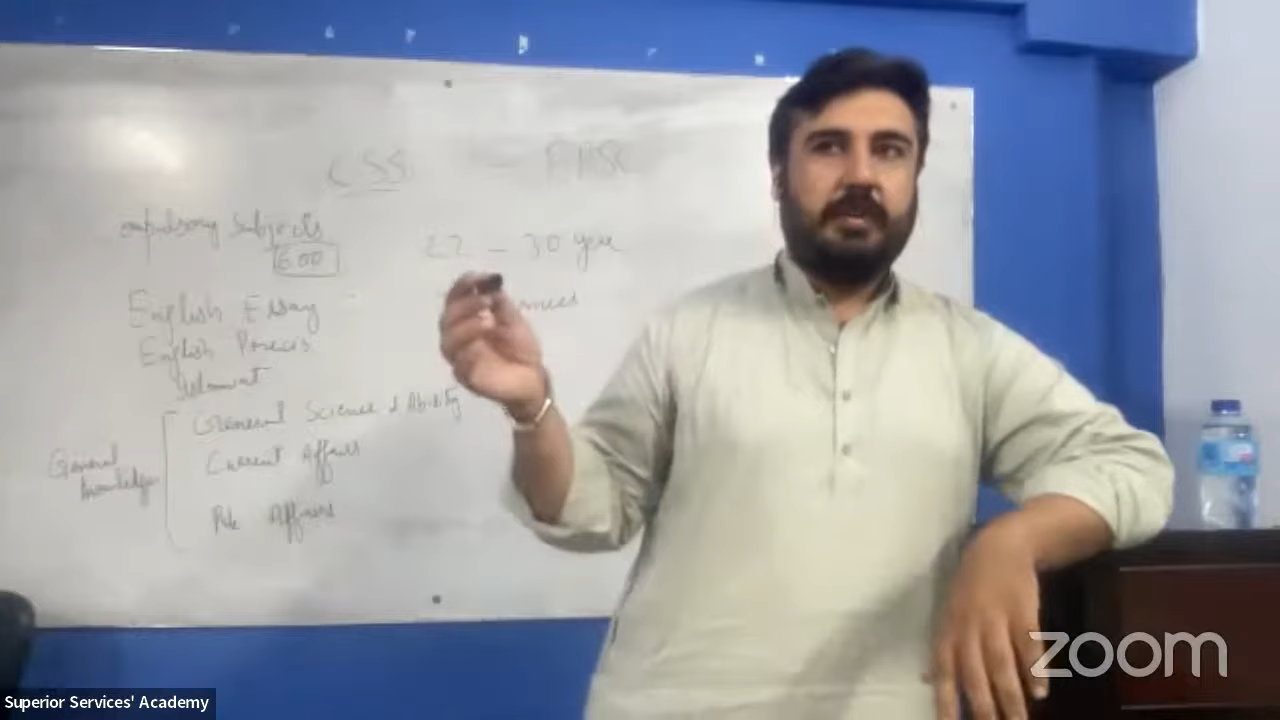 CSS - FPSC
Compulsory Subjects
600
22 - 30 year
English Essay
English Precis
Islamiat
General Knowledge
General Science & Ability
Current Affairs
Pak Affairs
zoom
Superior Services' Academy